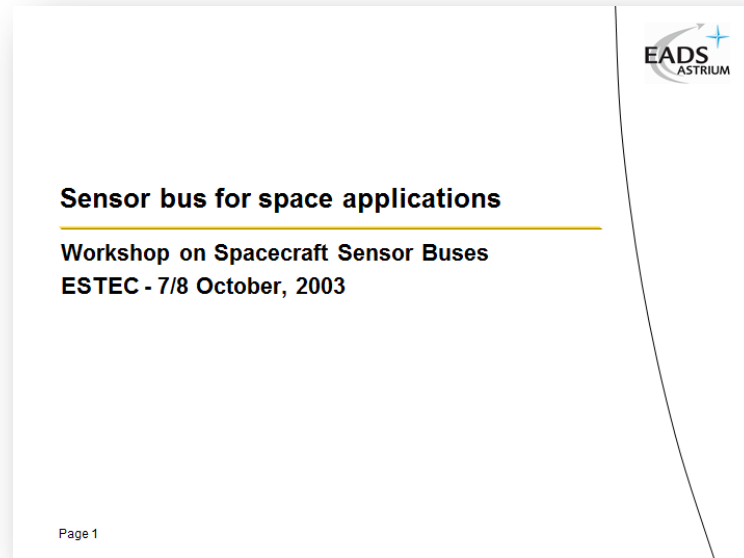 EADS
ASTRIUM
Sensor bus for space applications
Workshop on Spacecraft Sensor Buses
ESTEC - 7/8 October, 2003
Page 1